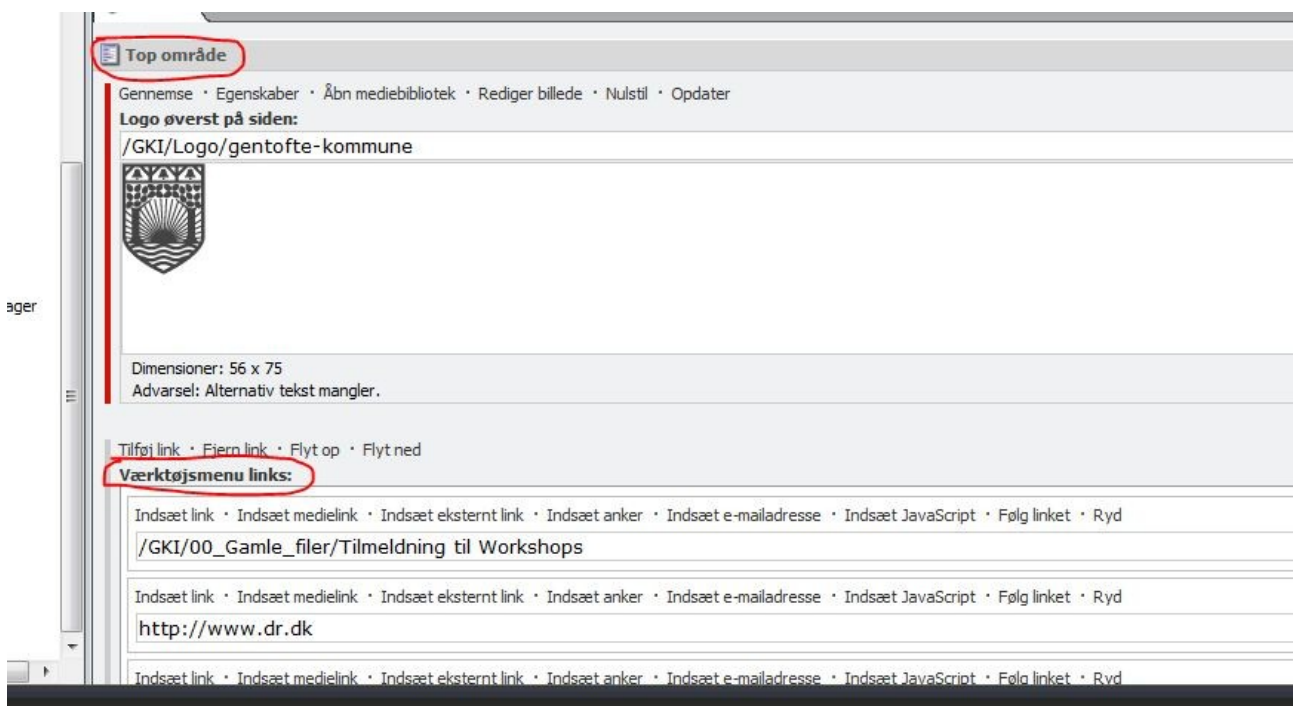 Top område
Gennemse · Egenskaber · Åbn mediebibliotek · Rediger billede · Nulstil · Opdater
Logo øverst på siden:
/GKI/Logo/gentofte-kommune
ager
Dimensioner: 56 x 75
Advarsel: Alternativ tekst mangler.
Tilføj link · Fjern link · Flyt op · Flyt ned
Værktøjsmenu links:
Indsæt link · Indsæt medielink · Indsæt eksternt link · Indsæt anker · Indsæt e-mailadresse · Indsæt JavaScript · Følg linket · Ryd
/GKI/00_Gamle_filer/Tilmeldning til Workshops
Indsæt link · Indsæt medielink · Indsæt eksternt link · Indsæt anker · Indsæt e-mailadresse · Indsæt JavaScript · Følg linket · Ryd
http://www.dr.dk
Indsæt link · Indsæt medielink · Indsæt eksternt link · Indsæt anker · Indsæt e-mailadresse · Indsæt JavaScript · Følg linket · Ryd